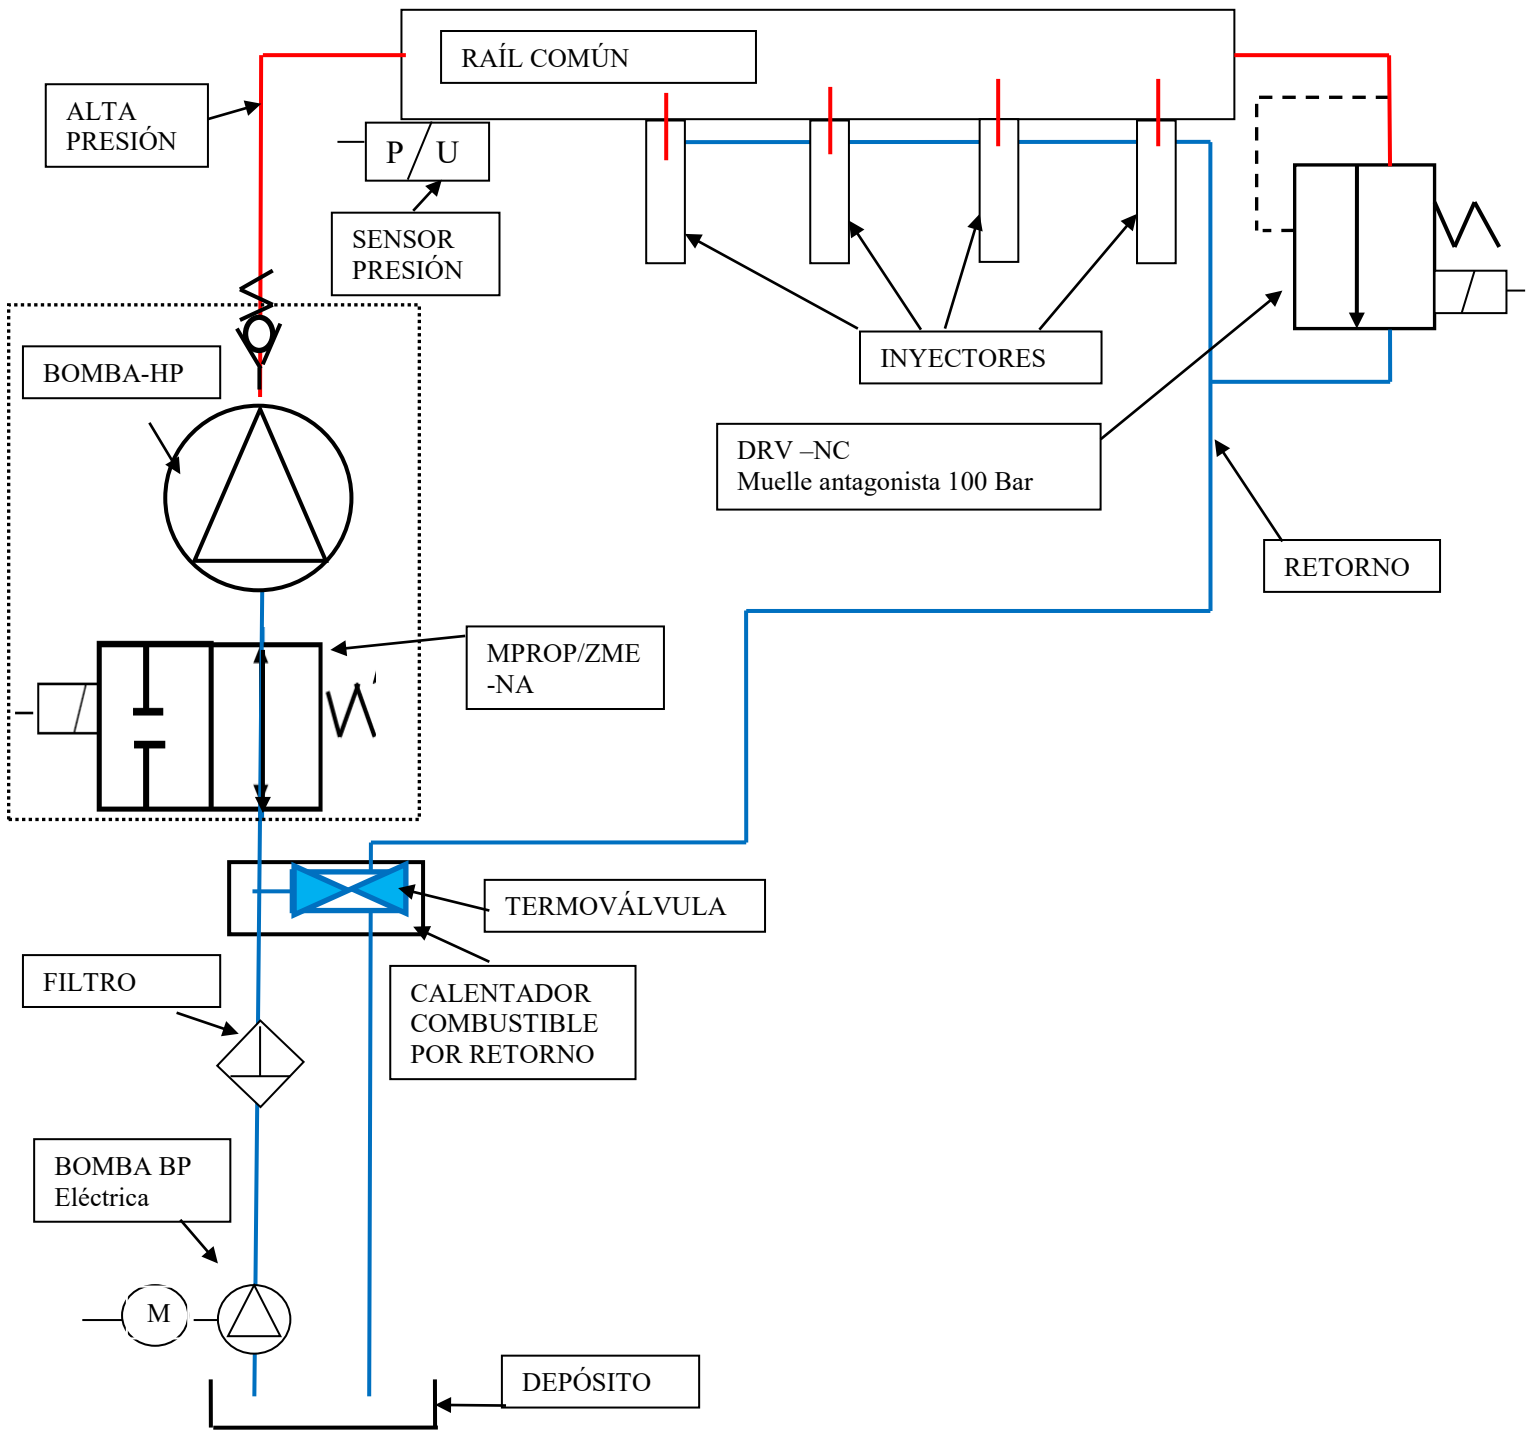 RAÍL COMÚN
ALTA
PRESIÓN
P / U
SENSOR
PRESIÓN
INYECTORES
BOMBA-HP
DRV –NC
Muelle antagonista 100 Bar
RETORNO
MPROP/ZME
-NA
TERMOVÁLVULA
FILTRO
CALENTADOR
COMBUSTIBLE
POR RETORNO
BOMBA BP
Eléctrica
M
DEPÓSITO